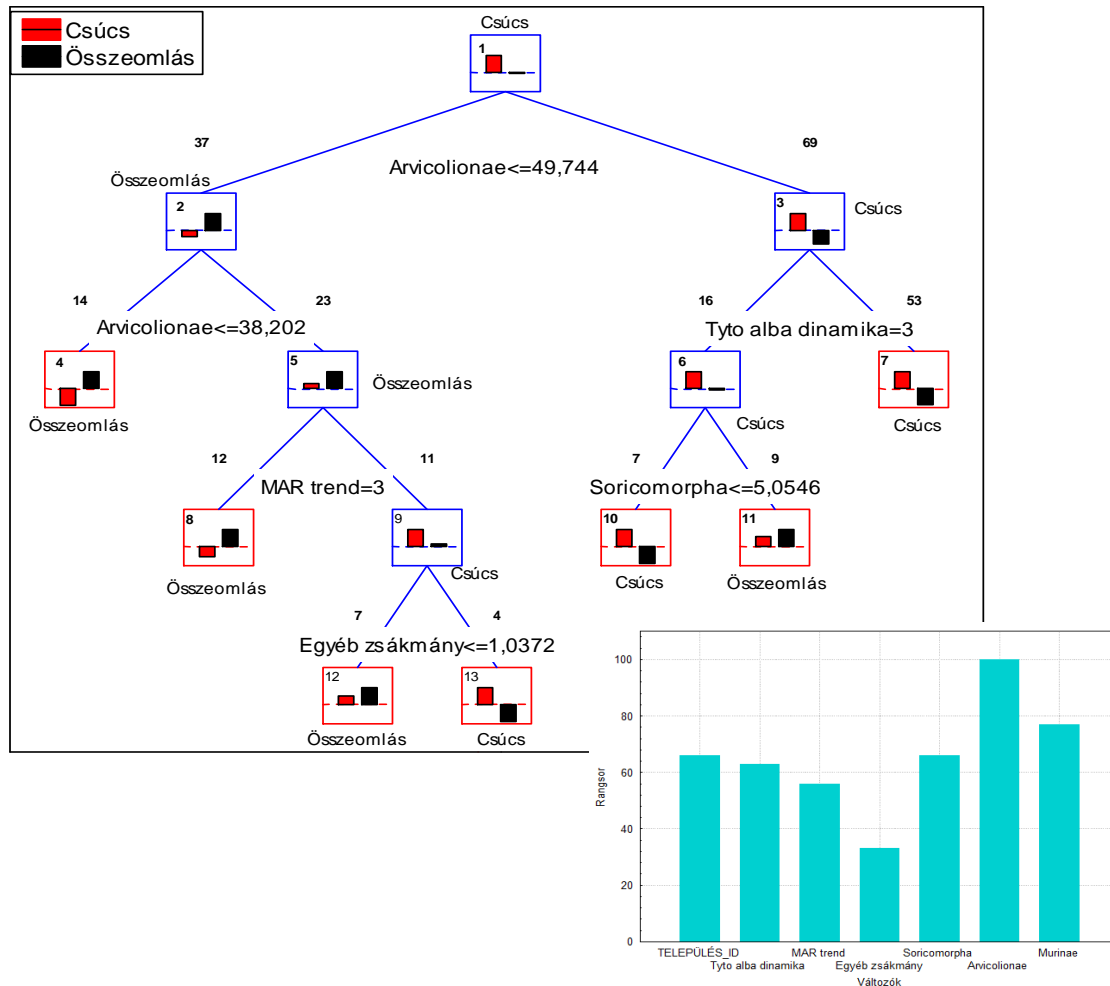 Csúcs
Összeomlás
Csúcs
1
37
69
Arvicolionae<=49,744
Összeomlás
2
3
Csúcs
14
23
16
53
Arvicolionae<=38,202
Tyto alba dinamika=3
4
5
Összeomlás
6
7
Összeomlás
Csúcs
Csúcs
12
11
7
9
MAR trend=3
Soricomorpha<=5,0546
8
9
10
11
Összeomlás
Csúcs
Csúcs
Összeomlás
7
4
Egyéb zsákmány<=1,0372
12
13
Összeomlás
Csúcs
100
80
60
40
20
0
Rangsor
TELEPÜLÉS_ID
MAR trend
Soricomorpha
Murinae
Tyto alba dinamika
Egyéb zsákmány
Arvicolionae
Változók